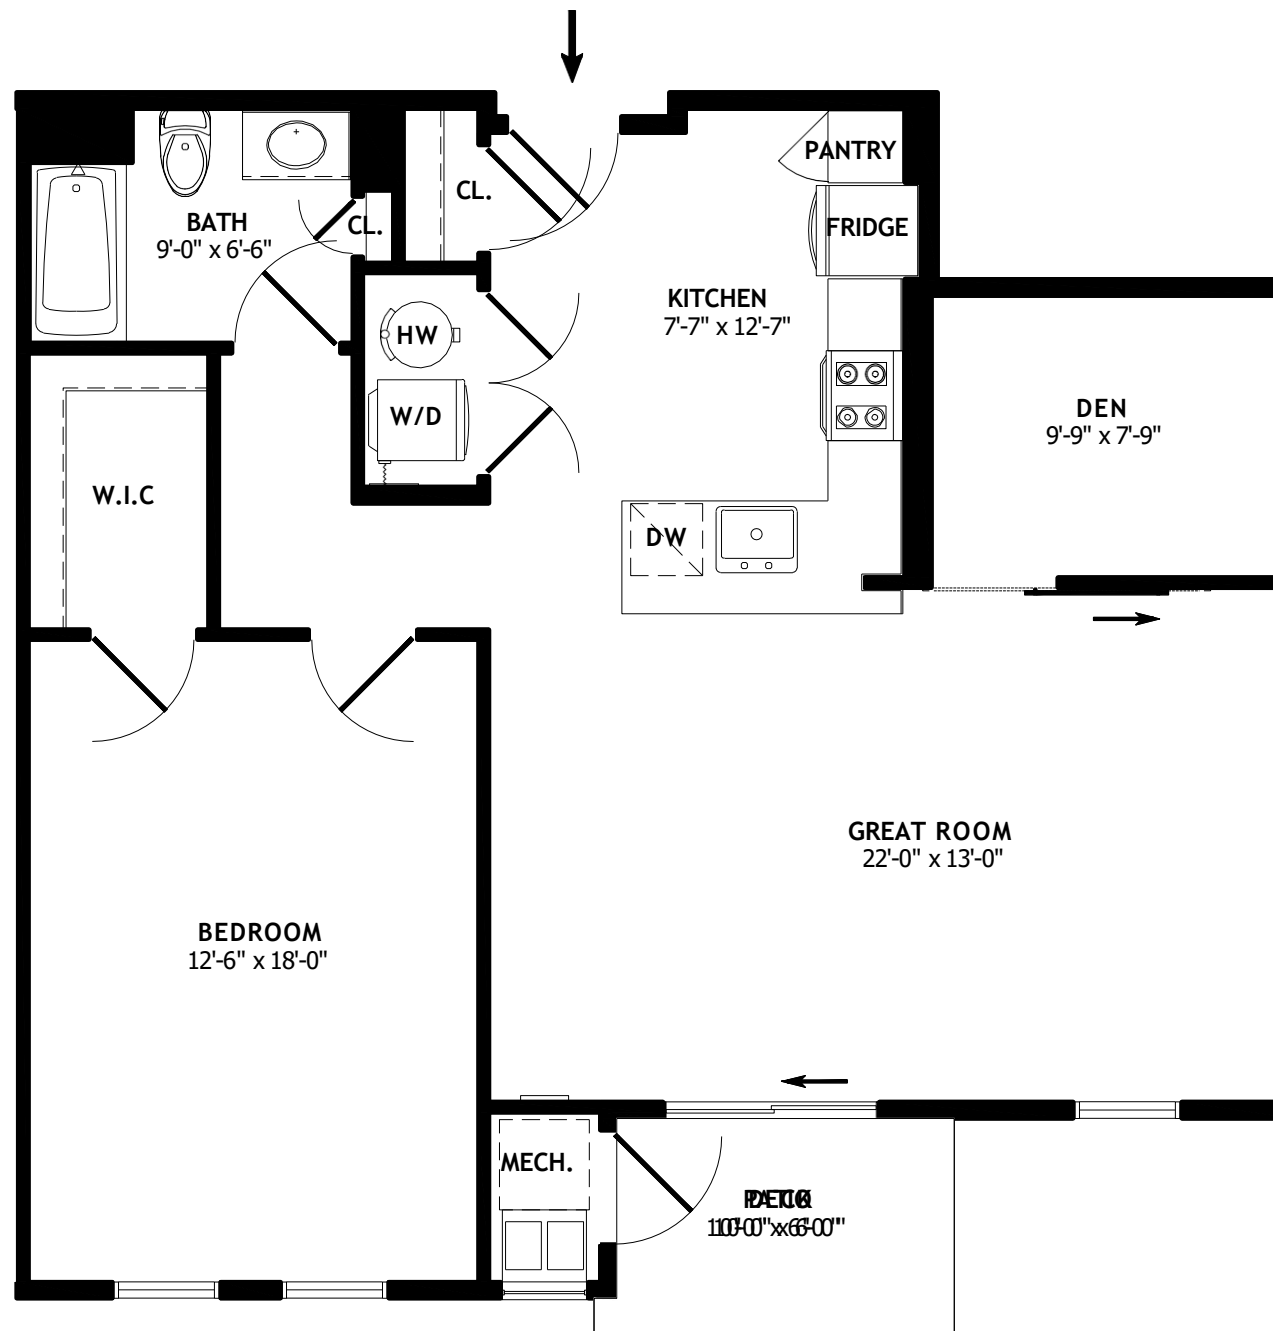 PANTRY
CL.
BATH
9'-0" x 6'-6"
CL.
FRIDGE
KITCHEN
7'-7" x 12'-7"
HW
W/D
DEN
9'-9" x 7'-9"
W.I.C
DW
GREAT ROOM
22'-0" x 13'-0"
BEDROOM
12'-6" x 18'-0"
MECH.